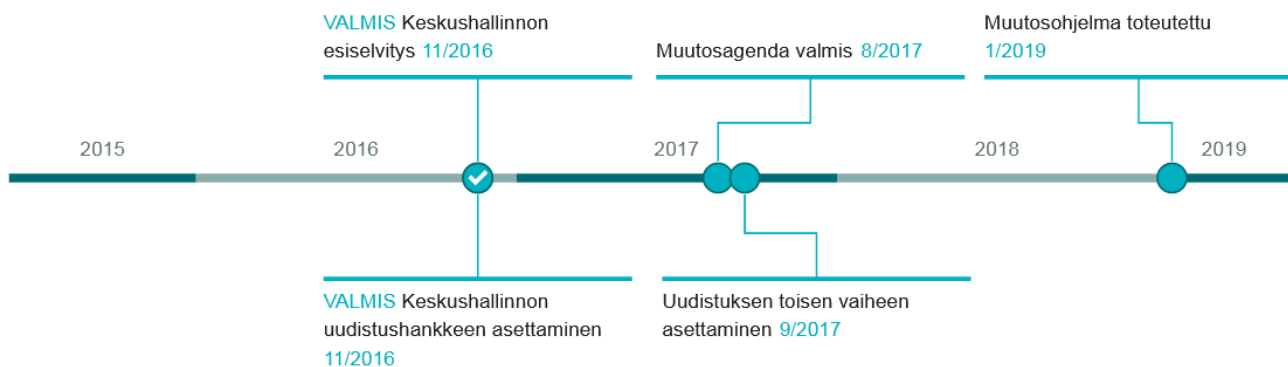 VALMIS Keskushallinnon
esiselvitys 11/2016
Muutosagenda valmis 8/2017
Muutosohjelma toteutettu
1/2019
2015
2016
2017
2018
2019
VALMIS Keskushallinnon
uudistushankkeen asettaminen
11/2016
Uudistuksen toisen vaiheen
asettaminen 9/2017